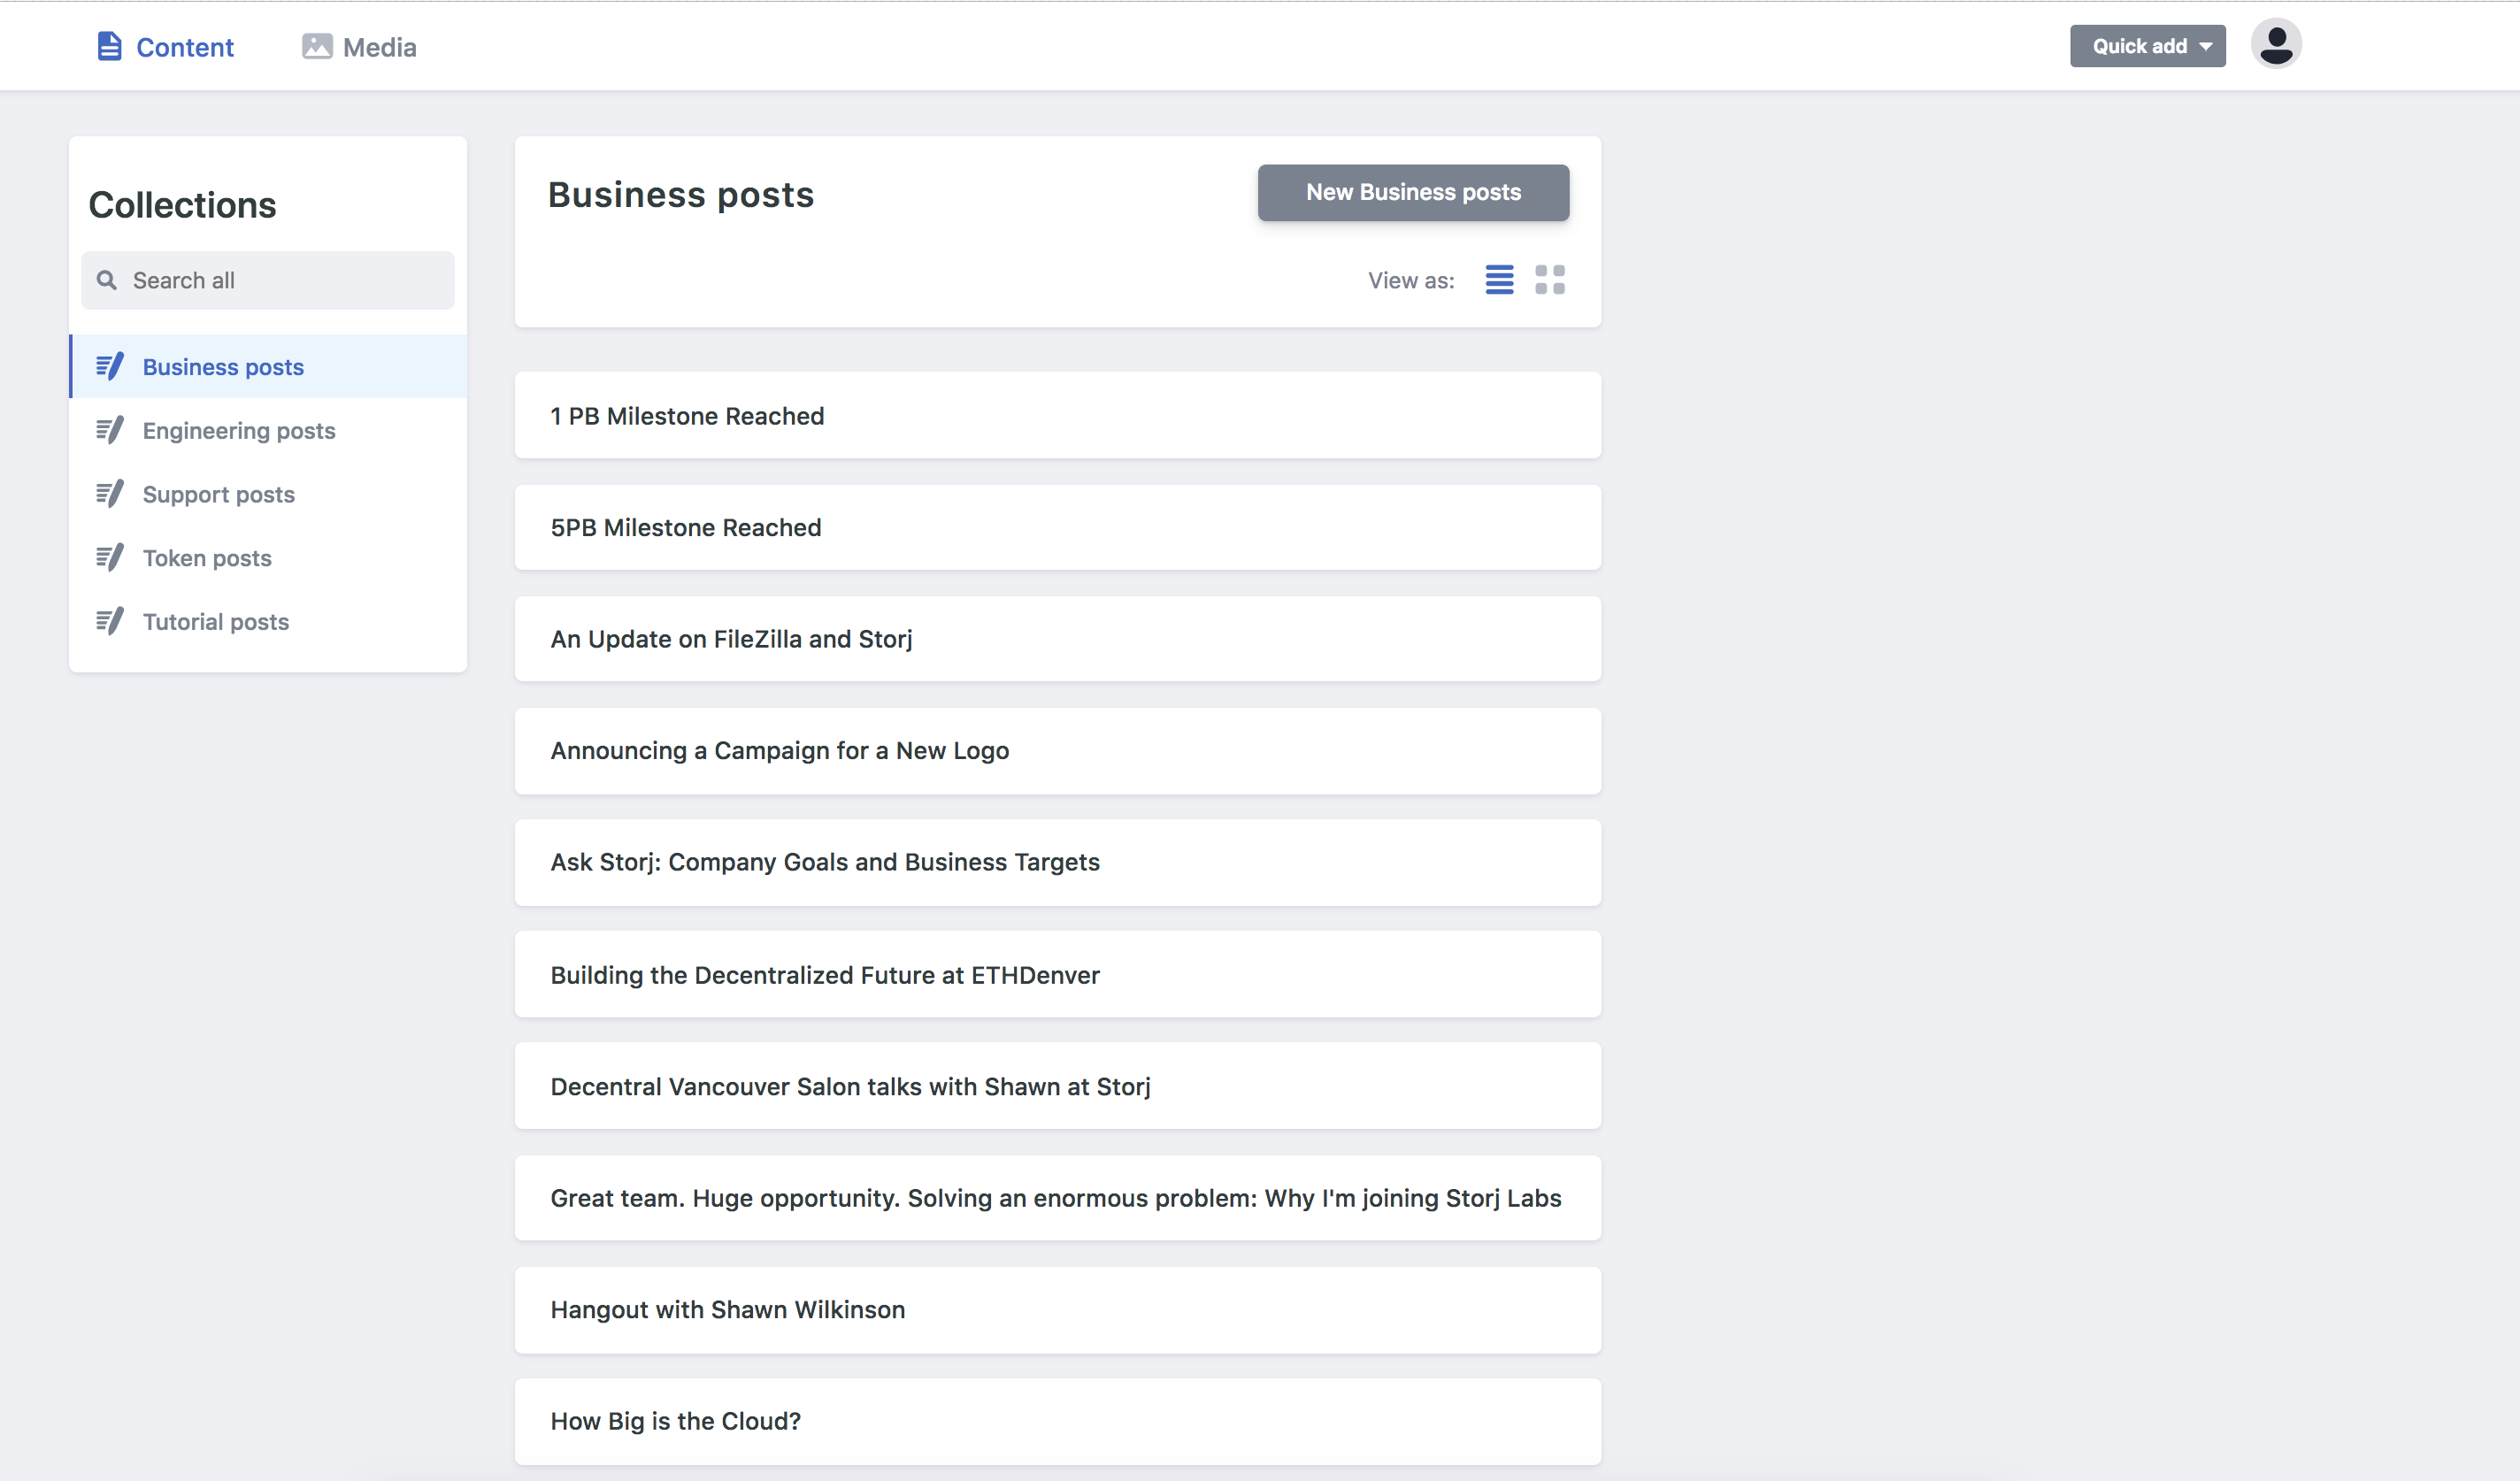 Content
Media
Quick add
Collections
Search all
Business posts
Engineering posts
Support posts
Token posts
Tutorial posts
Business posts
New Business posts
View as:
1 PB Milestone Reached
5PB Milestone Reached
An Update on FileZilla and Storj
Announcing a Campaign for a New Logo
Ask Storj: Company Goals and Business Targets
Building the Decentralized Future at ETHDenver
Decentral Vancouver Salon talks with Shawn at Storj
Great team. Huge opportunity. Solving an enormous problem: Why I'm joining Storj Labs
Hangout with Shawn Wilkinson
How Big is the Cloud?